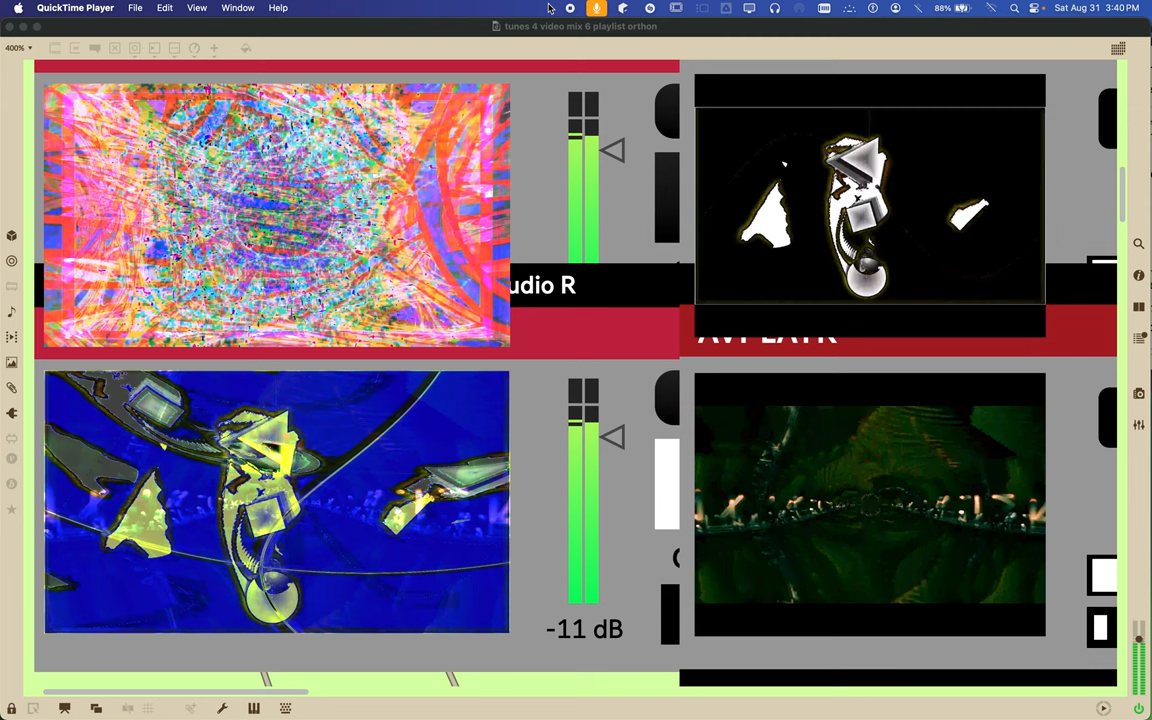 QuickTime Player File Edit View Window Help 88% Sat Aug 31 3:40 PM
tunes 4 video mix 6 playlist orthon
400%
udio R
-11 dB